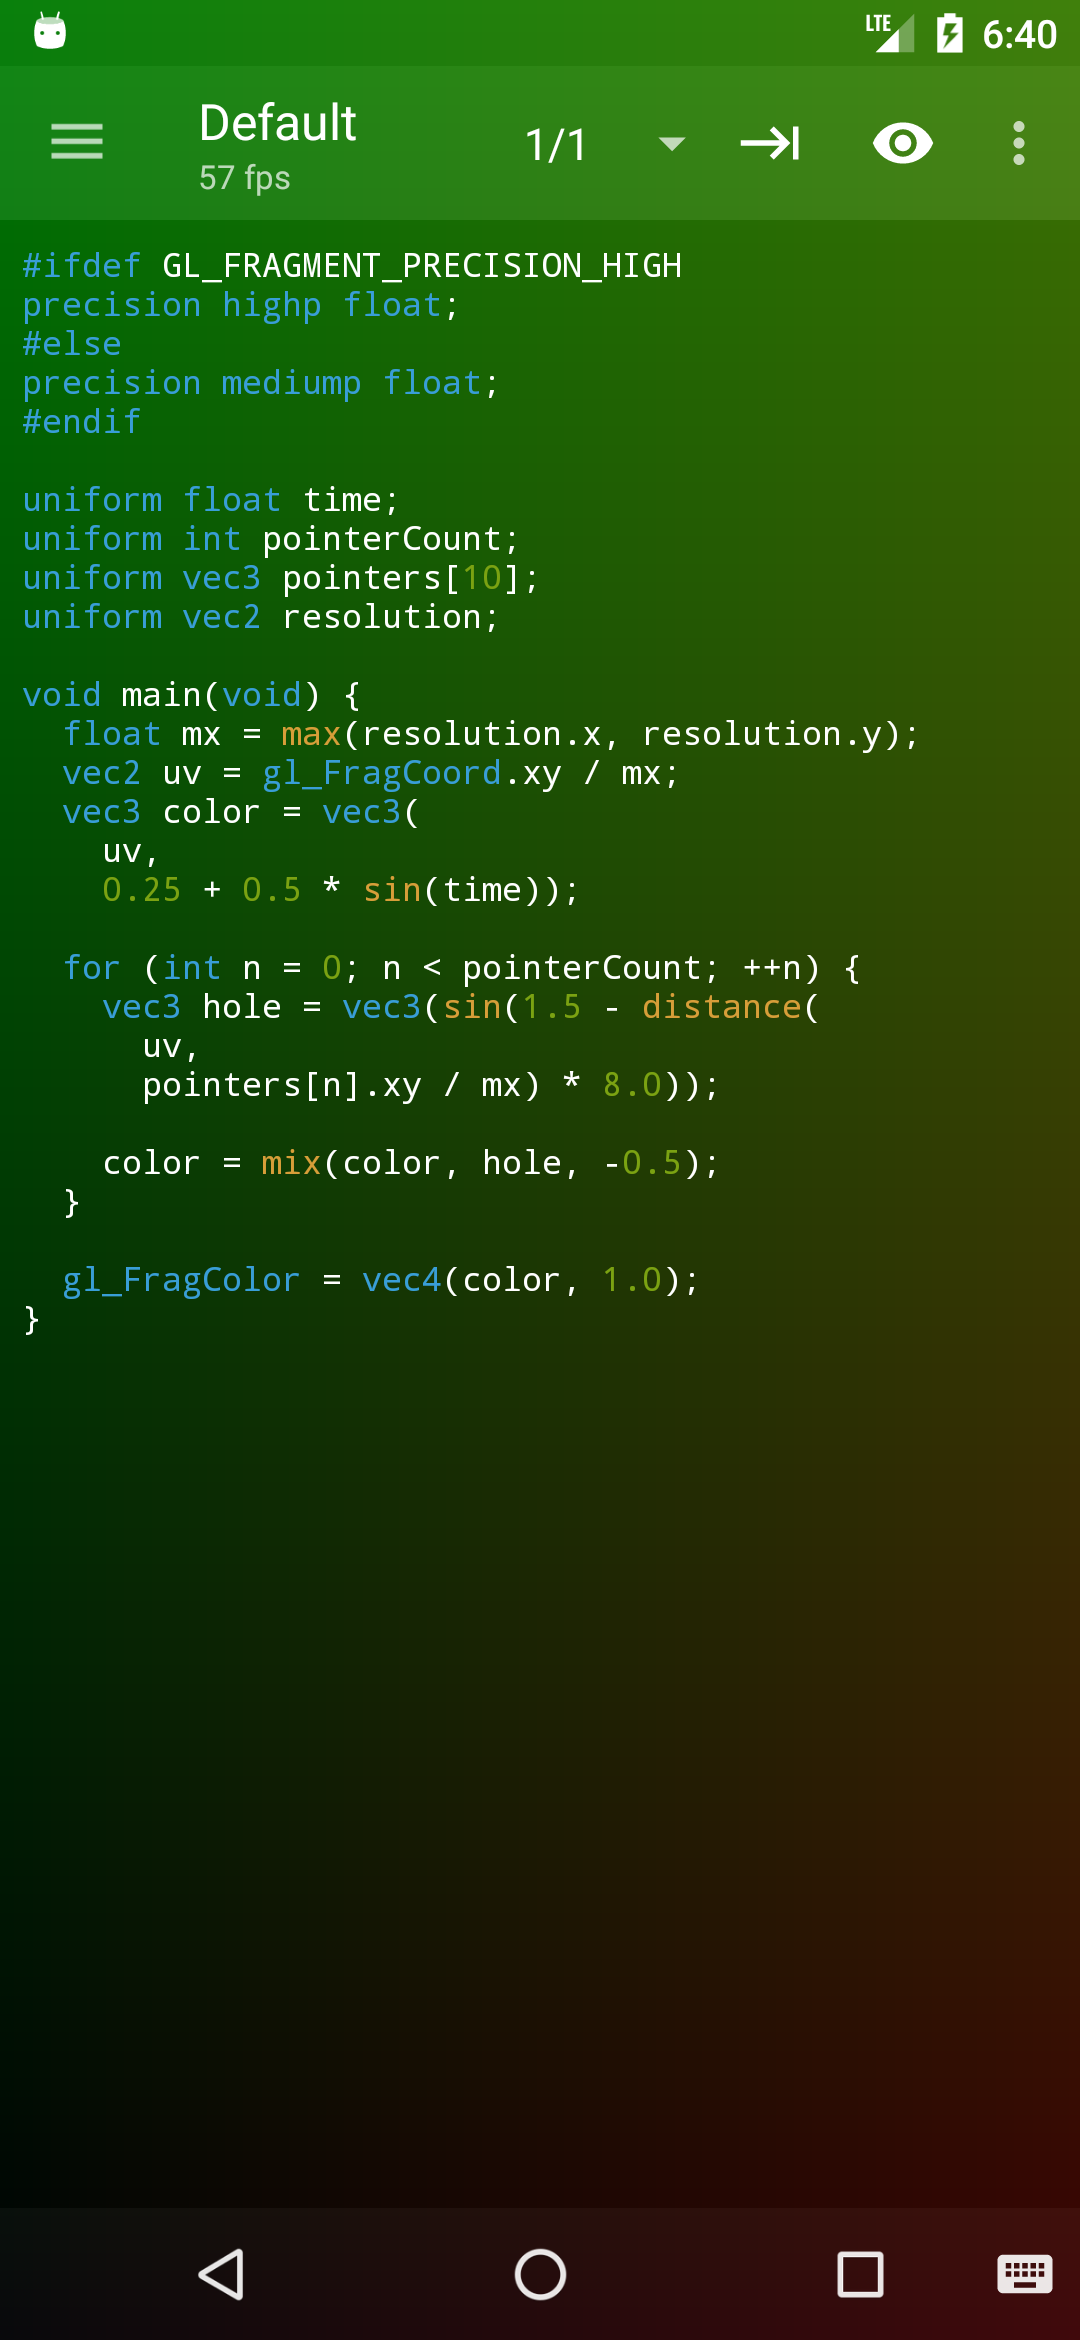 LTE 6:40
Default 1/1
57 fps
#ifdef GL_FRAGMENT_PRECISION_HIGH
precision highp float;
#else
precision mediump float;
#endif
uniform float time;
uniform int pointerCount;
uniform vec3 pointers[10];
uniform vec2 resolution;
void main(void) {
  float mx = max(resolution.x, resolution.y);
  vec2 uv = gl_FragCoord.xy / mx;
  vec3 color = vec3(
    uv,
    0.25 + 0.5 * sin(time));
  for (int n = 0; n < pointerCount; ++n) {
    vec3 hole = vec3(sin(1.5 - distance(
      uv,
      pointers[n].xy / mx) * 8.0));
    color = mix(color, hole, -0.5);
  }
  gl_FragColor = vec4(color, 1.0);
}